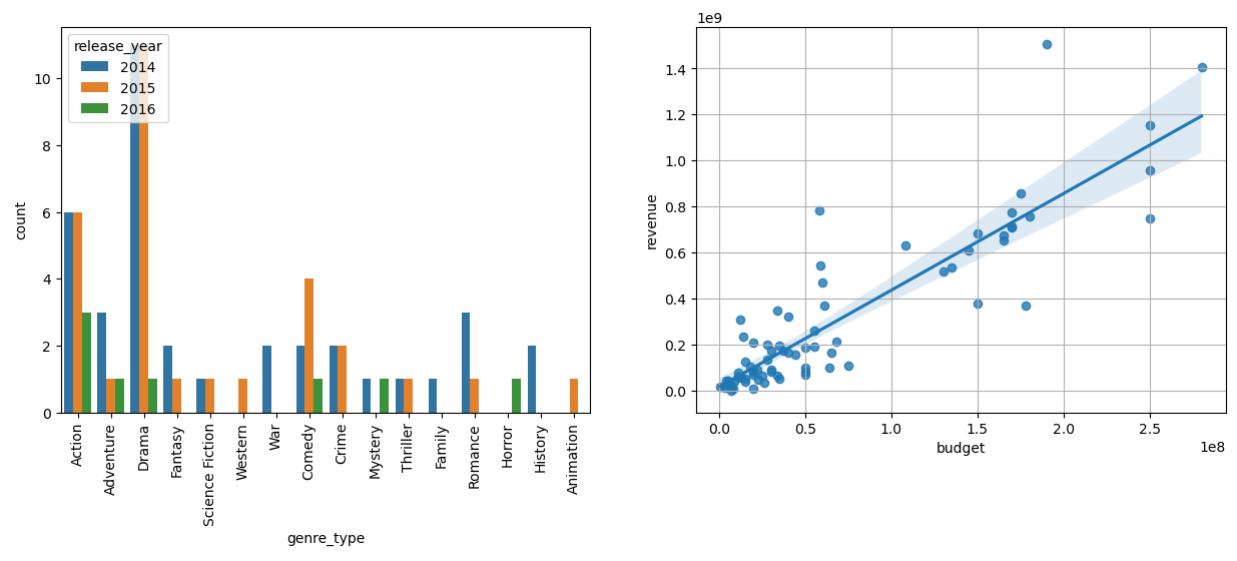 release_year
2014
2015
2016
10
8
6
4
2
0
count
Action
Adventure
Drama
Fantasy
Science Fiction
Western
War
Comedy
Crime
Mystery
Thriller
Family
Romance
Horror
History
Animation
genre_type
1e9
1.4
1.2
1.0
0.8
0.6
0.4
0.2
0.0
revenue
0.0 0.5 1.0 1.5 2.0 2.5
budget
1e8